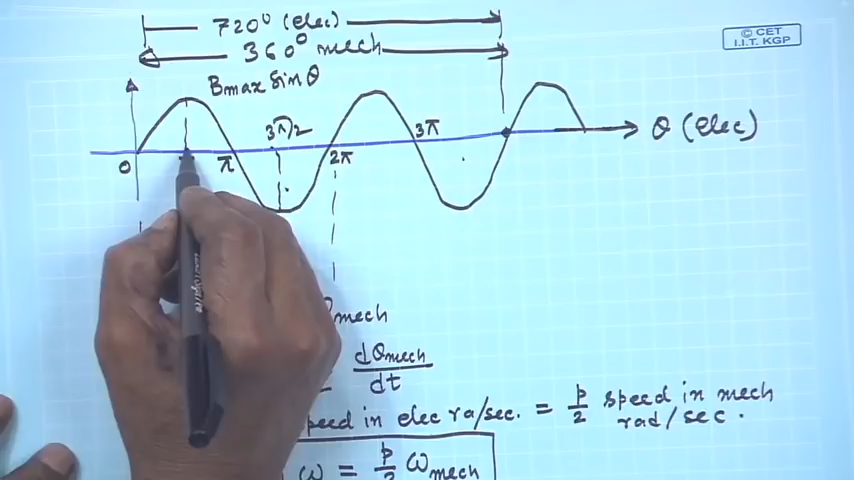 720° (elec)
© CET
I.I.T. KGP
360° mech
Bmax Sin θ
3π/2
3π
θ (elec)
0
π
2π
θmech
dθmech
dt
speed in elec ra/sec. = p/2 speed in mech
rad/sec.
ω = p/2 ωmech